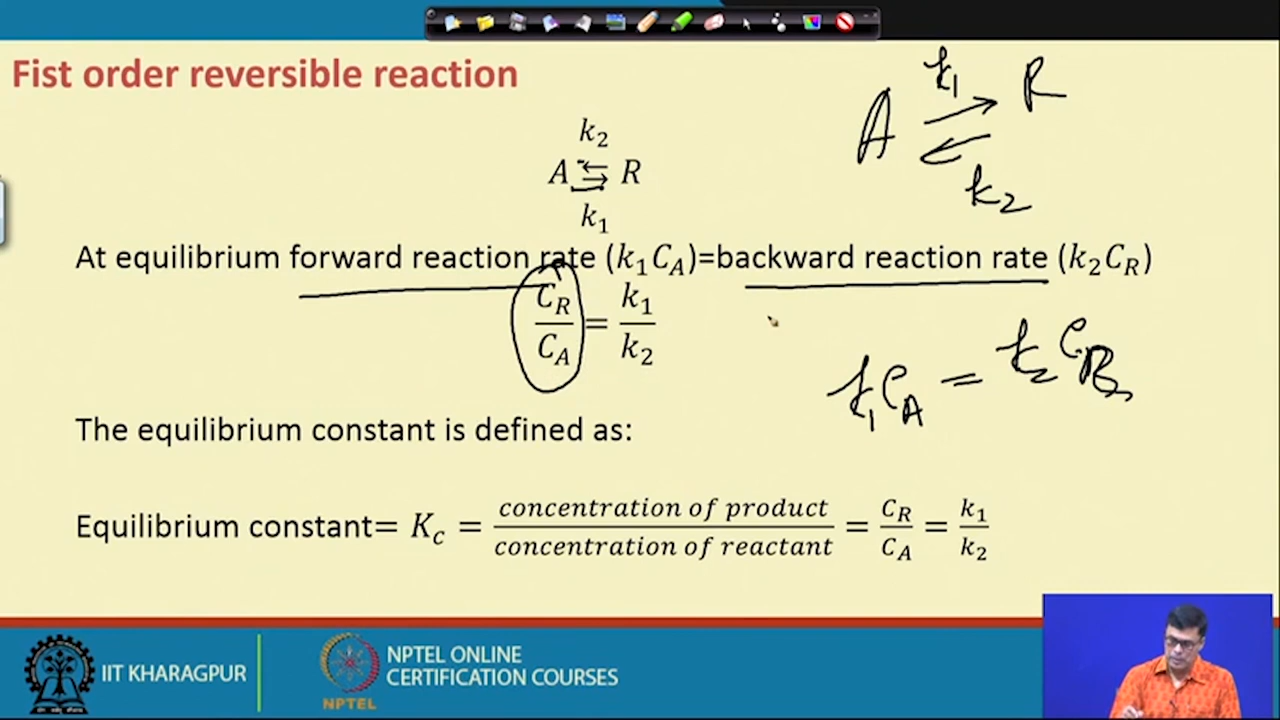 Fist order reversible reaction
k₂
A ⇆ R
k₁
A ⇄ R
k₁
k₂
At equilibrium forward reaction rate (k₁C_A)=backward reaction rate (k₂C_R)
C_R/C_A = k₁/k₂
k₁C_A = k₂C_R
The equilibrium constant is defined as:
Equilibrium constant= K_c = concentration of product/concentration of reactant = C_R/C_A = k₁/k₂
IIT KHARAGPUR
NPTEL
NPTEL ONLINE
CERTIFICATION COURSES